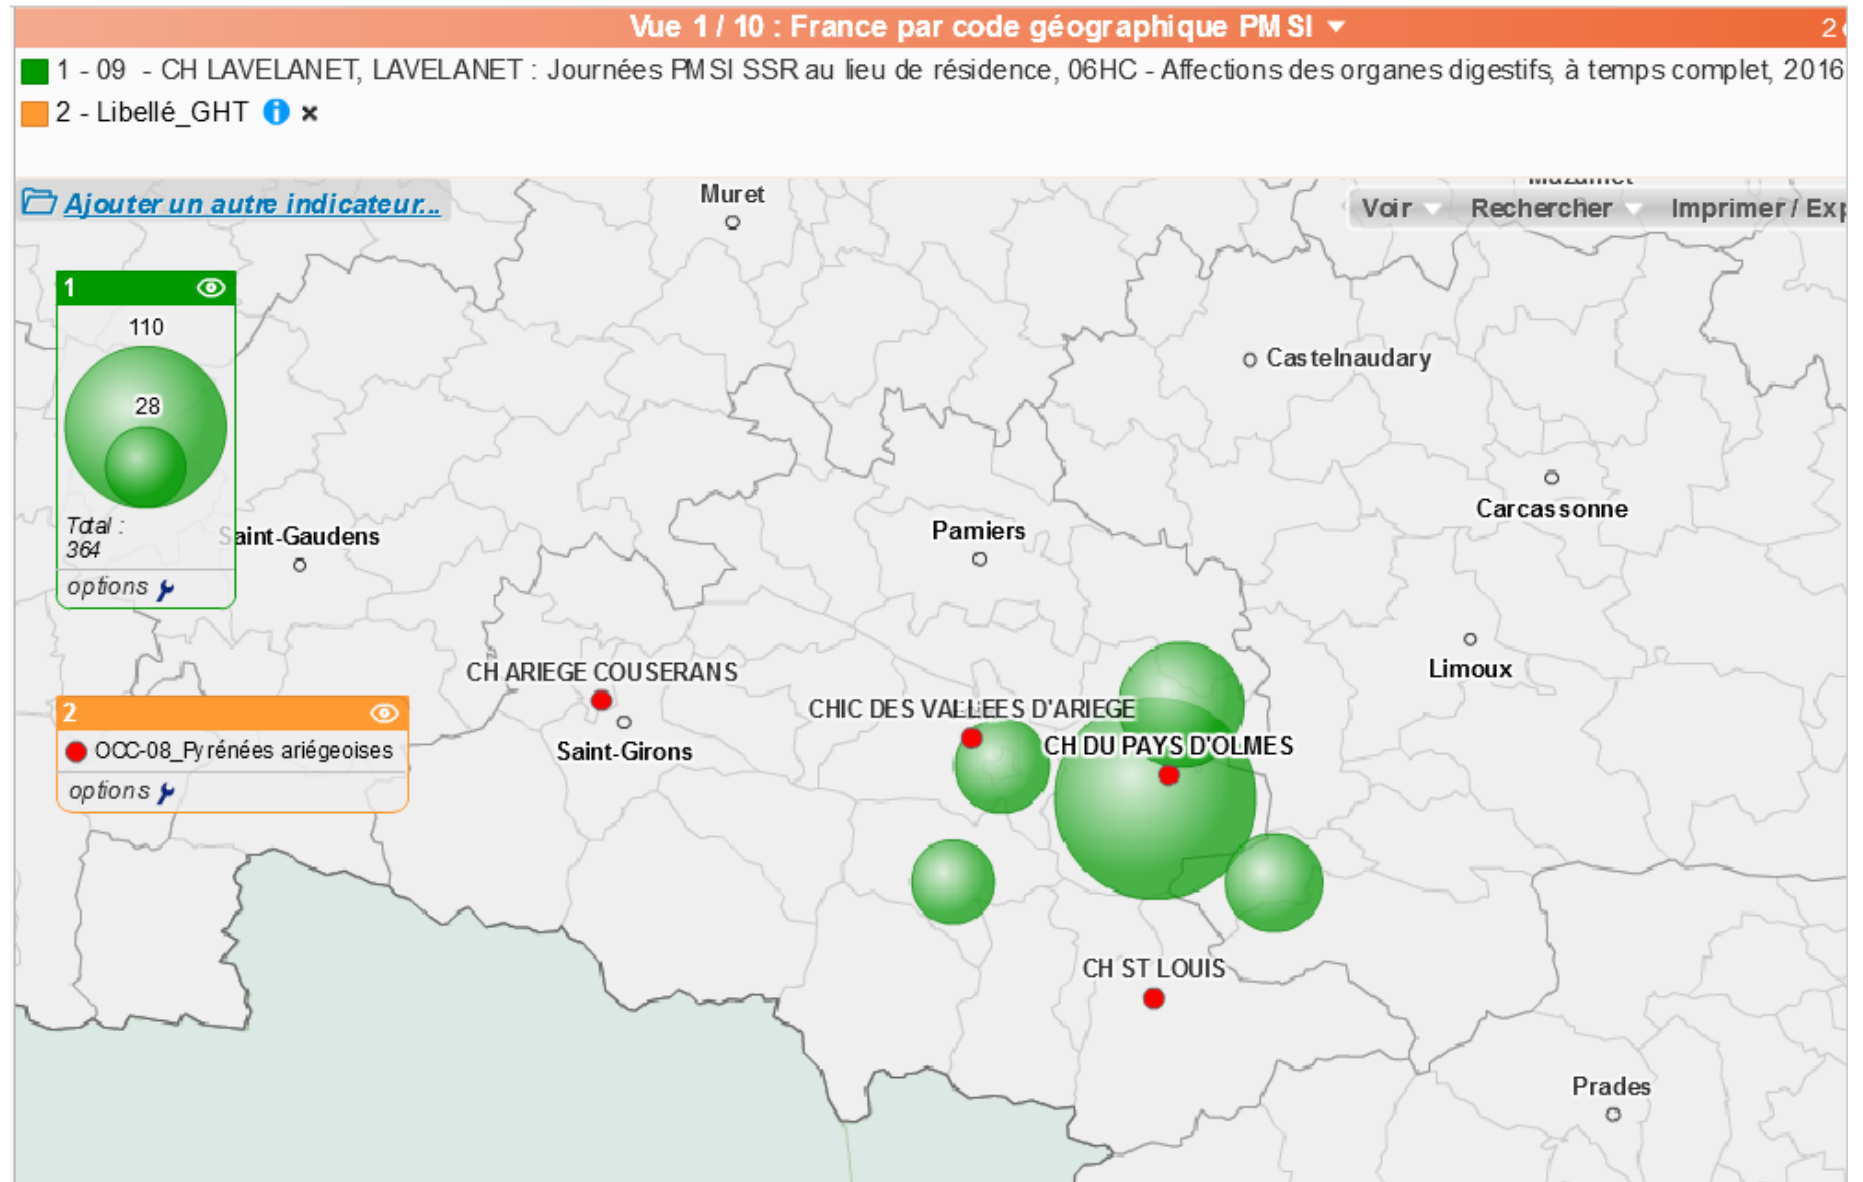 Vue 1 / 10 : France par code géographique PMSI
2
1 - 09 - CH LAVELANET, LAVELANET : Journées PMSI SSR au lieu de résidence, 06HC - Affections des organes digestifs, à temps complet, 2016
2 - Libellé_GHT
Ajouter un autre indicateur...
Muret
Voir
Rechercher
Imprimer / Exp
1
110
28
Total :
364
options
Castelnaudary
Carcassonne
aint-Gaudens
Pamiers
Limoux
CH ARIEGE COUSERANS
Saint-Girons
CHIC DES VALLEES D'ARIEGE
CH DU PAYS D'OLMES
2
OCC-08_Pyrénées ariégeoises
options
CH ST LOUIS
Prades